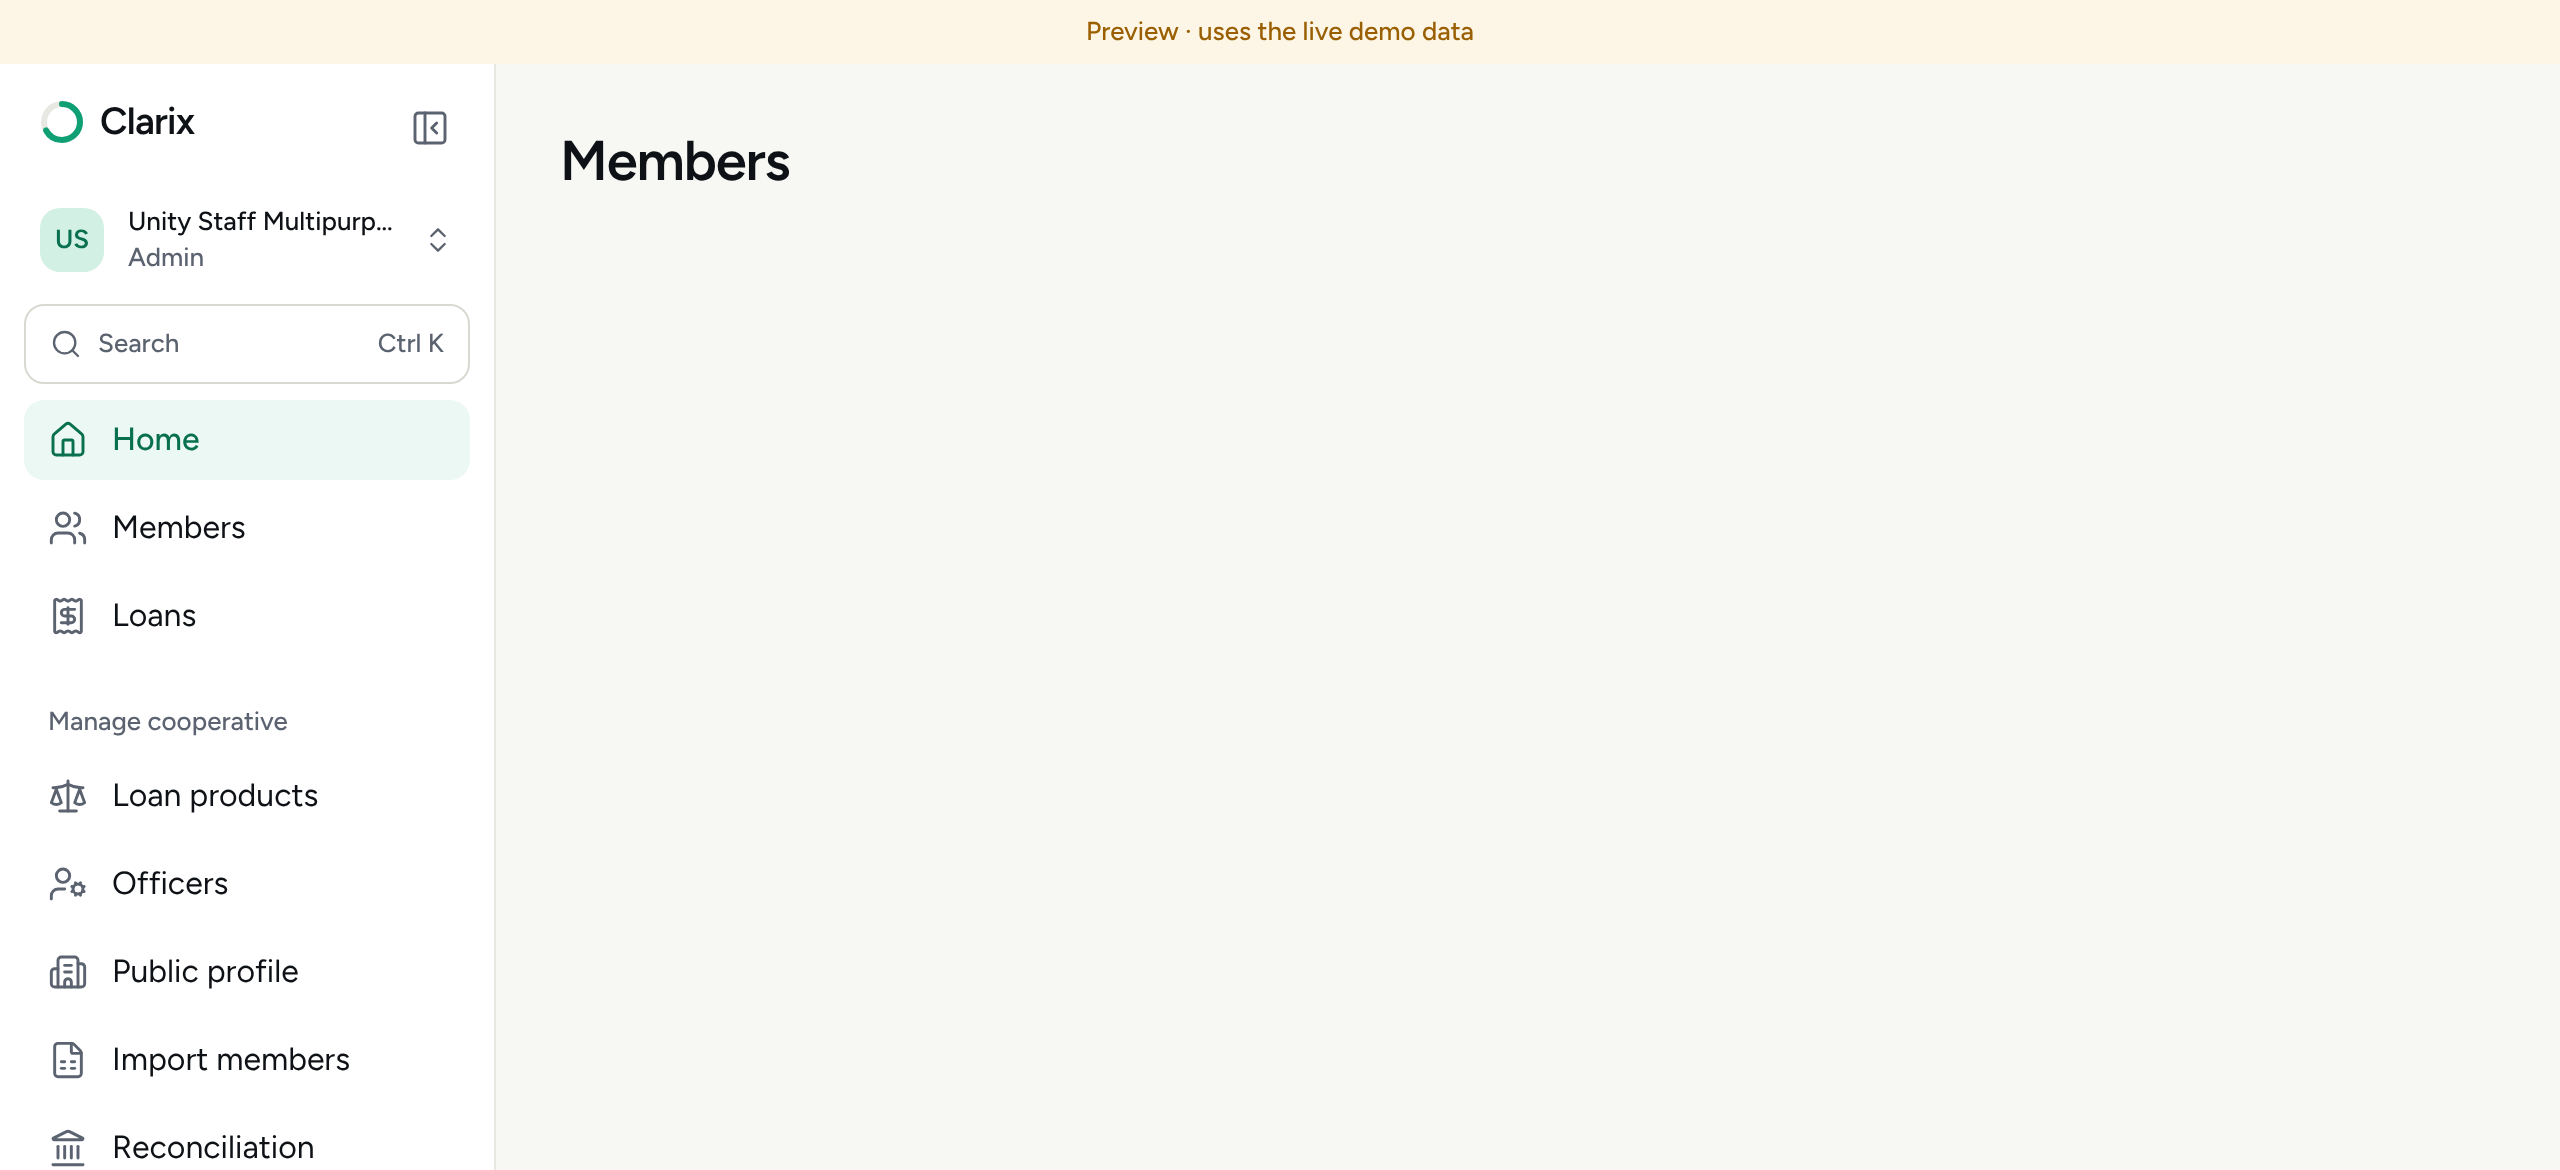 Preview · uses the live demo data
Clarix
US
Unity Staff Multipurp...
Admin
Search
Ctrl K
Home
Members
Loans
Manage cooperative
Loan products
Officers
Public profile
Import members
Reconciliation
Members